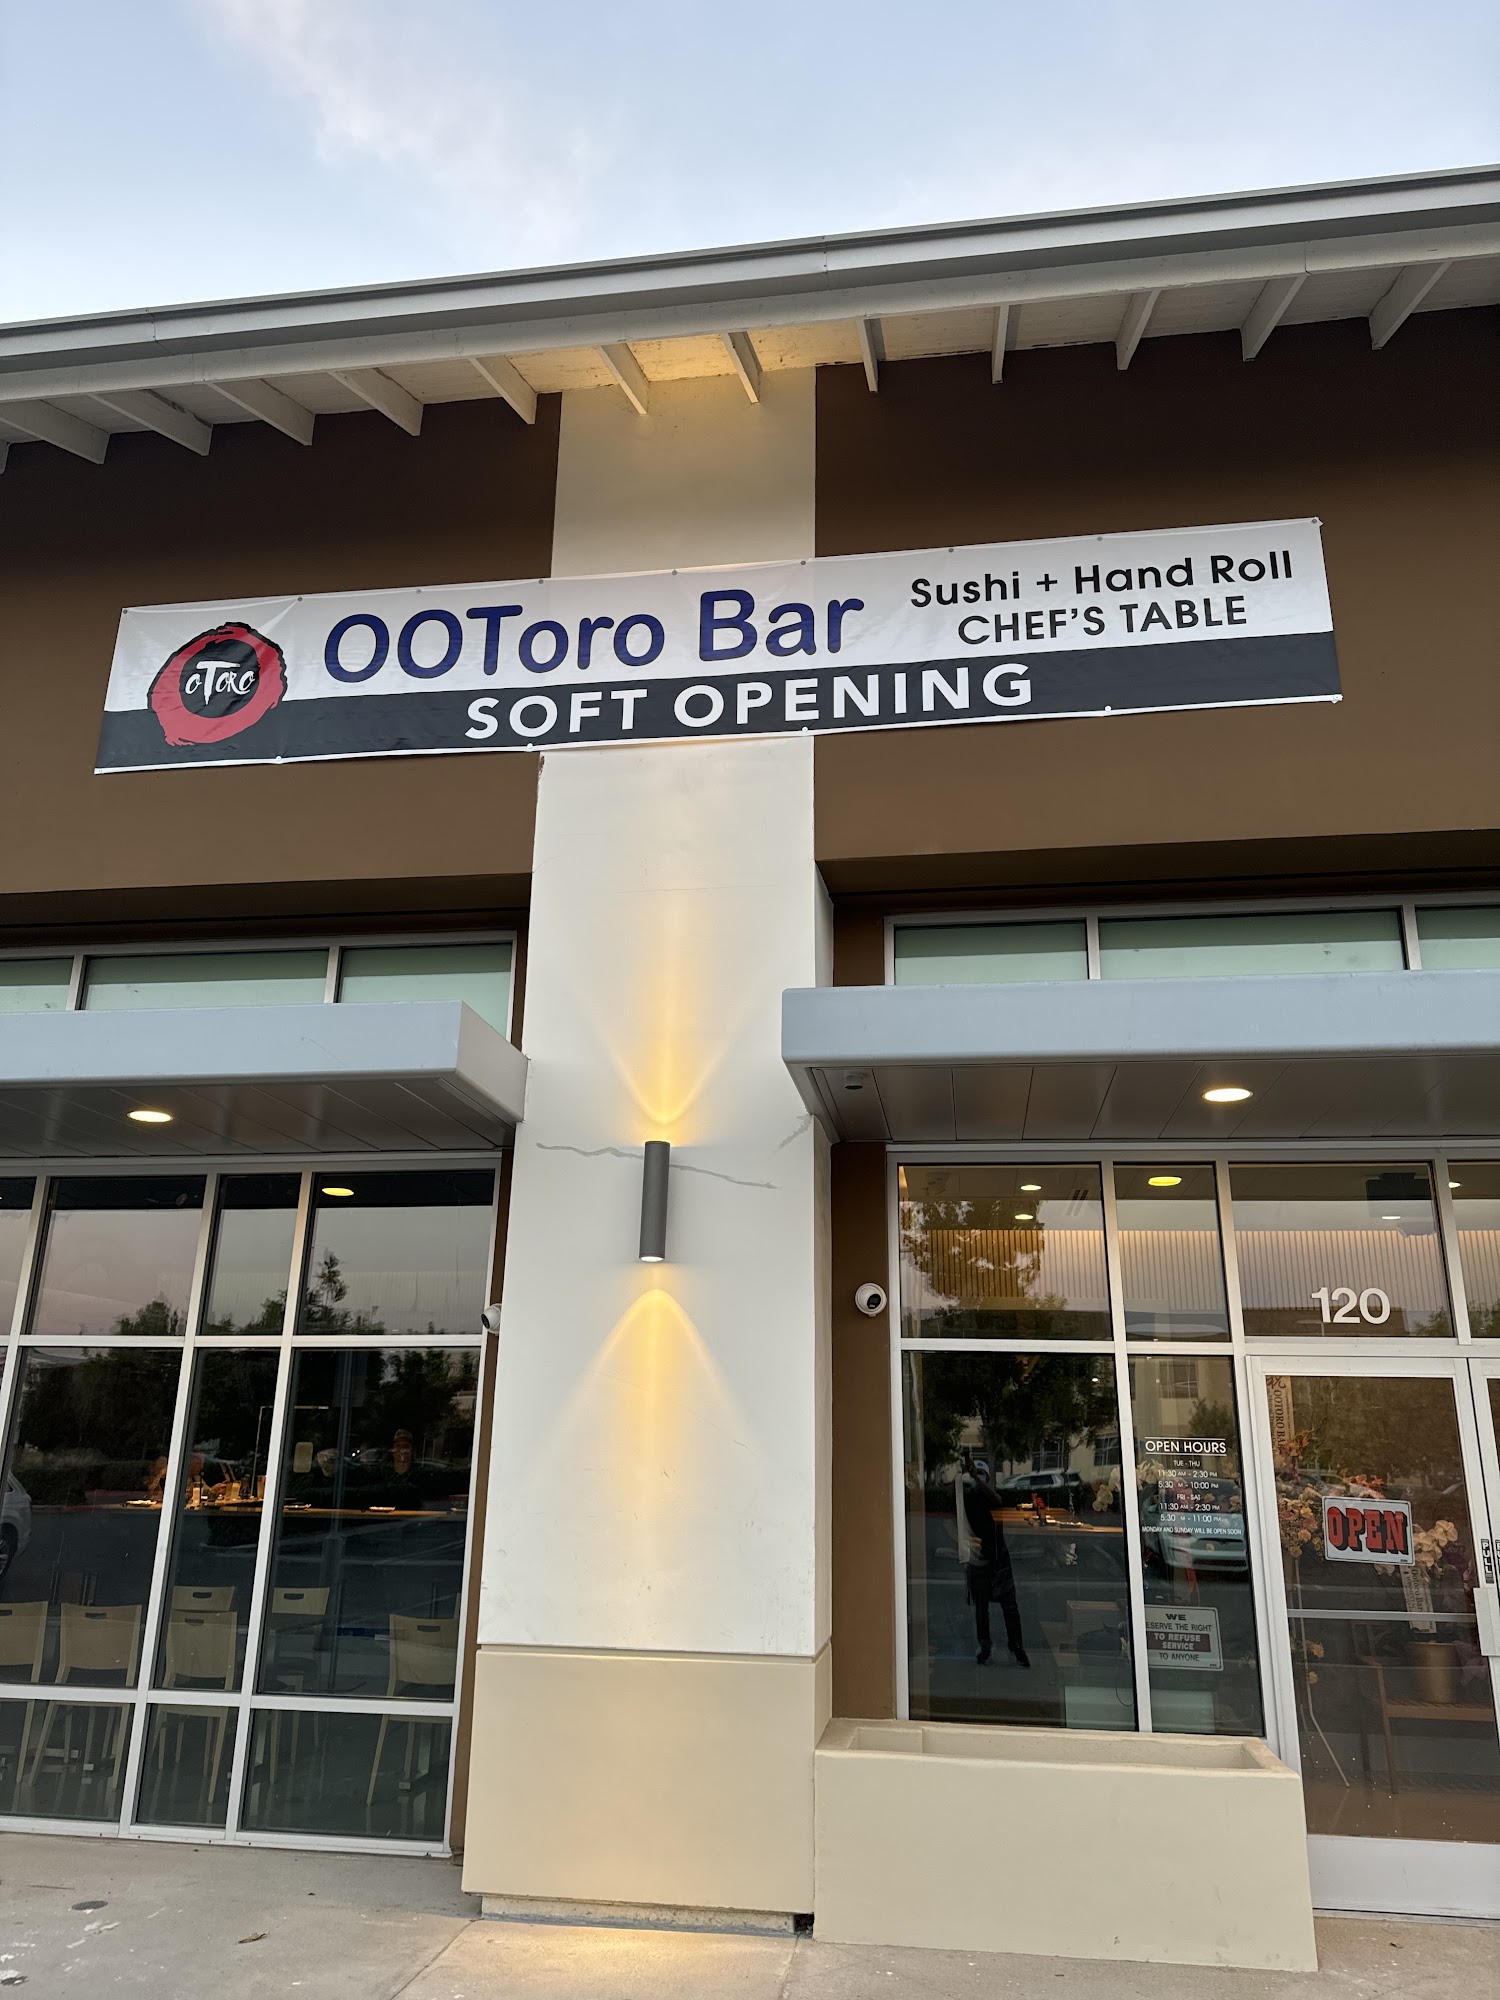 oToro
OOToro Bar
Sushi + Hand Roll
CHEF'S TABLE
SOFT OPENING
120
OPEN HOURS
TUE - THU
11:30 AM - 2:30 PM
5:30 PM - 10:00 PM
FRI - SAT
11:30 AM - 2:30 PM
5:30 PM - 11:00 PM
MONDAY AND SUNDAY WILL BE OPEN SOON
OOTORO BAR
OPEN
WE
RESERVE THE RIGHT
TO REFUSE
SERVICE
TO ANYONE